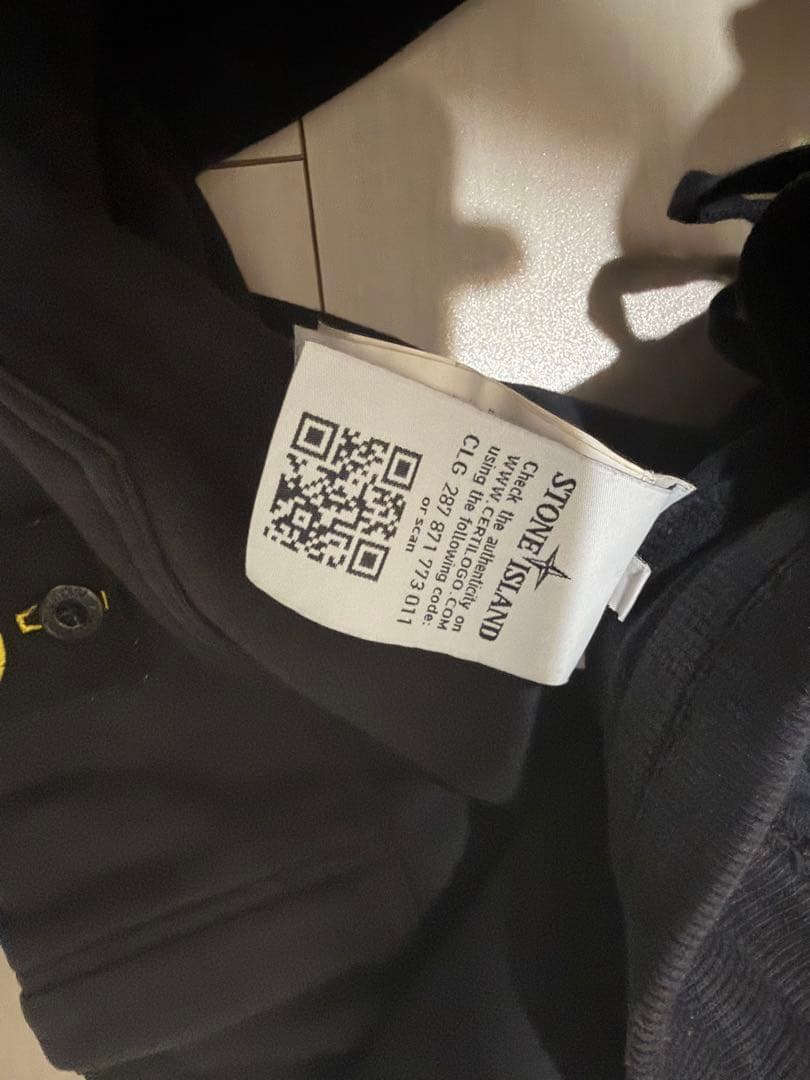 STONE ISLAND
Check the authenticity on
WWW.CERTILOGO.COM
using the following code:
CLG 287 871 773 011
or scan